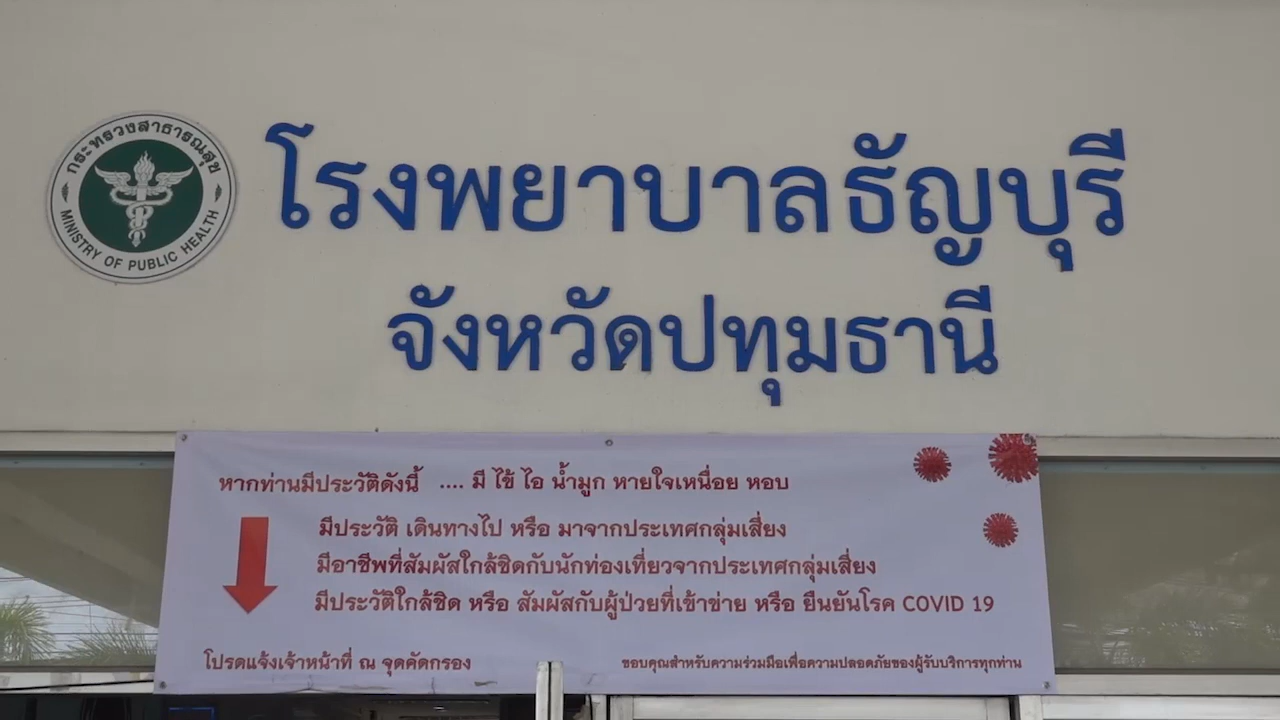 กระทรวงสาธารณสุข
MINISTRY OF PUBLIC HEALTH
โรงพยาบาลธัญบุรี
จังหวัดปทุมธานี
หากท่านมีประวัติดังนี้ .... มี ไข้ ไอ น้ำมูก หายใจเหนื่อย หอบ
มีประวัติ เดินทางไป หรือ มาจากประเทศกลุ่มเสี่ยง
มีอาชีพที่สัมผัสใกล้ชิดกับนักท่องเที่ยวจากประเทศกลุ่มเสี่ยง
มีประวัติใกล้ชิด หรือ สัมผัสกับผู้ป่วยที่เข้าข่าย หรือ ยืนยันโรค COVID 19
โปรดแจ้งเจ้าหน้าที่ ณ จุดคัดกรอง
ขอบคุณสำหรับความร่วมมือเพื่อความปลอดภัยของผู้รับบริการทุกท่าน